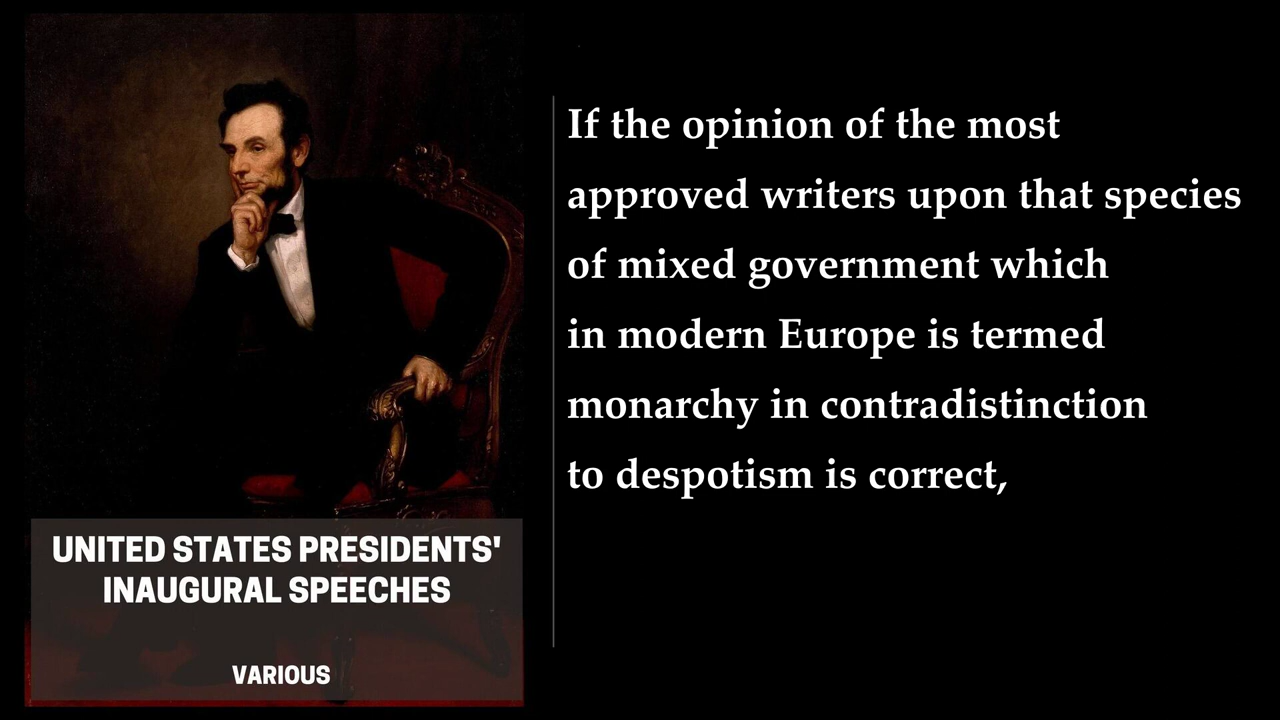 If the opinion of the most
approved writers upon that species
of mixed government which
in modern Europe is termed
monarchy in contradistinction
to despotism is correct,
UNITED STATES PRESIDENTS'
INAUGURAL SPEECHES
VARIOUS